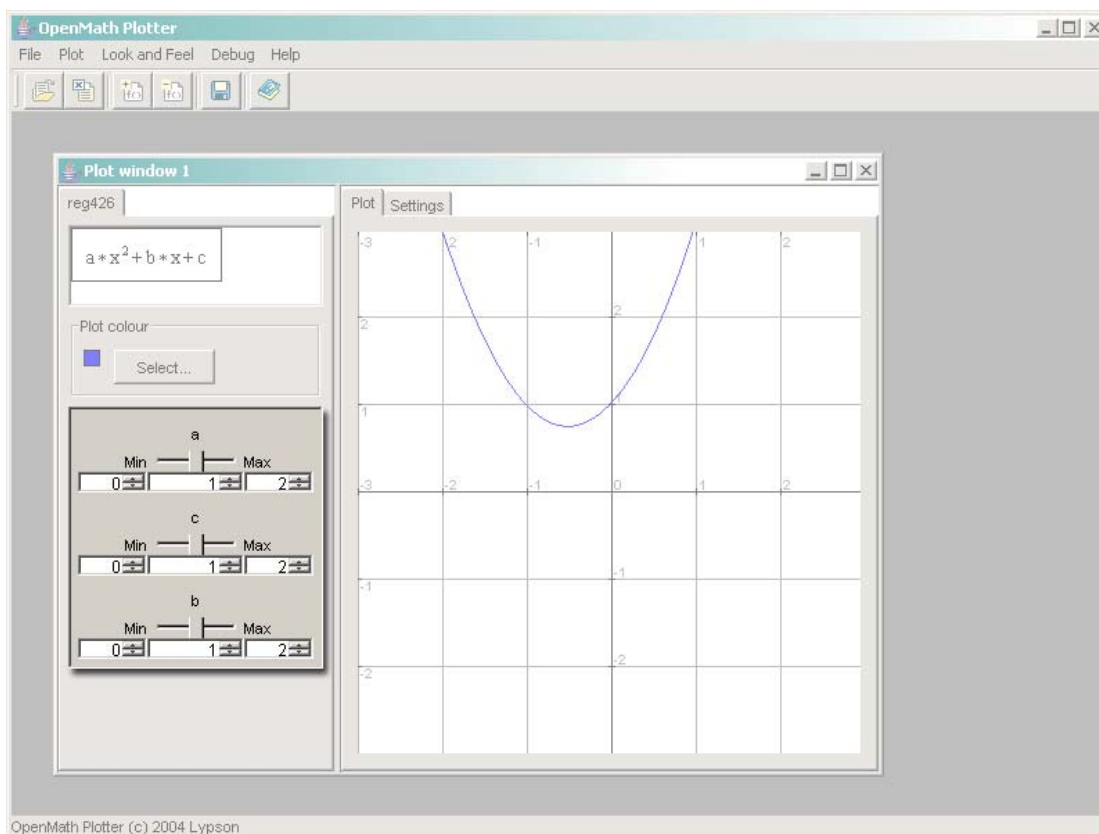 OpenMath Plotter
File Plot Look and Feel Debug Help
Plot window 1
reg426
a*x²+b*x+c
Plot colour
Select...
a
Min Max
0 1 2
c
Min Max
0 1 2
b
Min Max
0 1 2
Plot Settings
-3 -2 -1 1 2
2 2
1 1
-3 -2 -1 0 1 2
-1 -1
-2 -2
OpenMath Plotter (c) 2004 Lypson